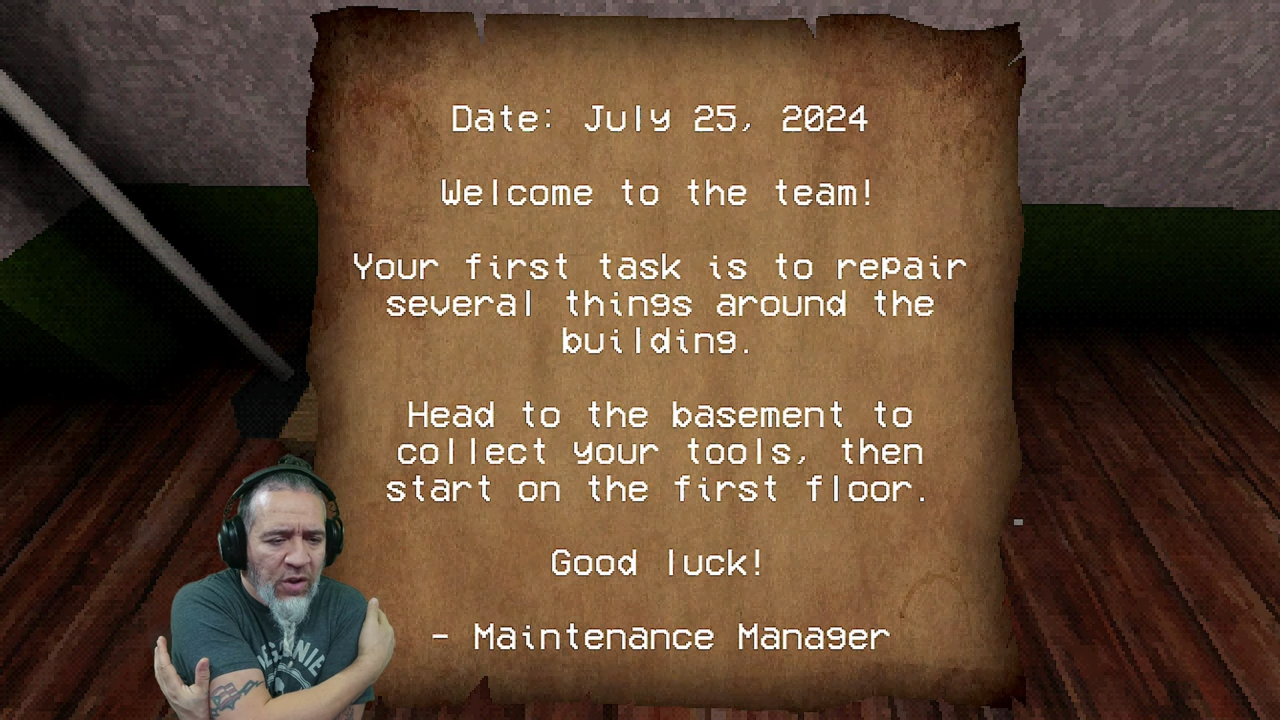 Date: July 25, 2024
Welcome to the team!
Your first task is to repair
several things around the
building.
Head to the basement to
collect your tools, then
start on the first floor.
Good luck!
- Maintenance Manager